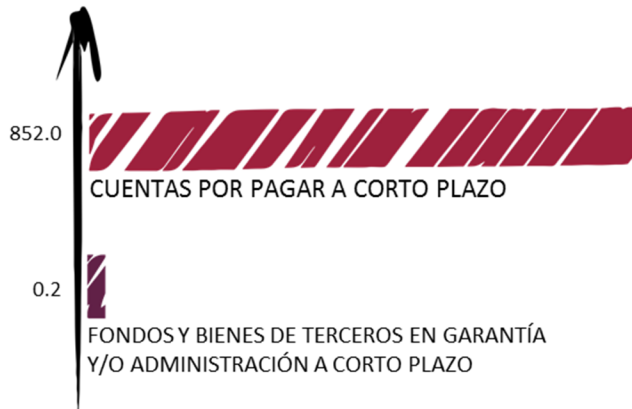 852.0
CUENTAS POR PAGAR A CORTO PLAZO
0.2
FONDOS Y BIENES DE TERCEROS EN GARANTÍA
Y/O ADMINISTRACIÓN A CORTO PLAZO